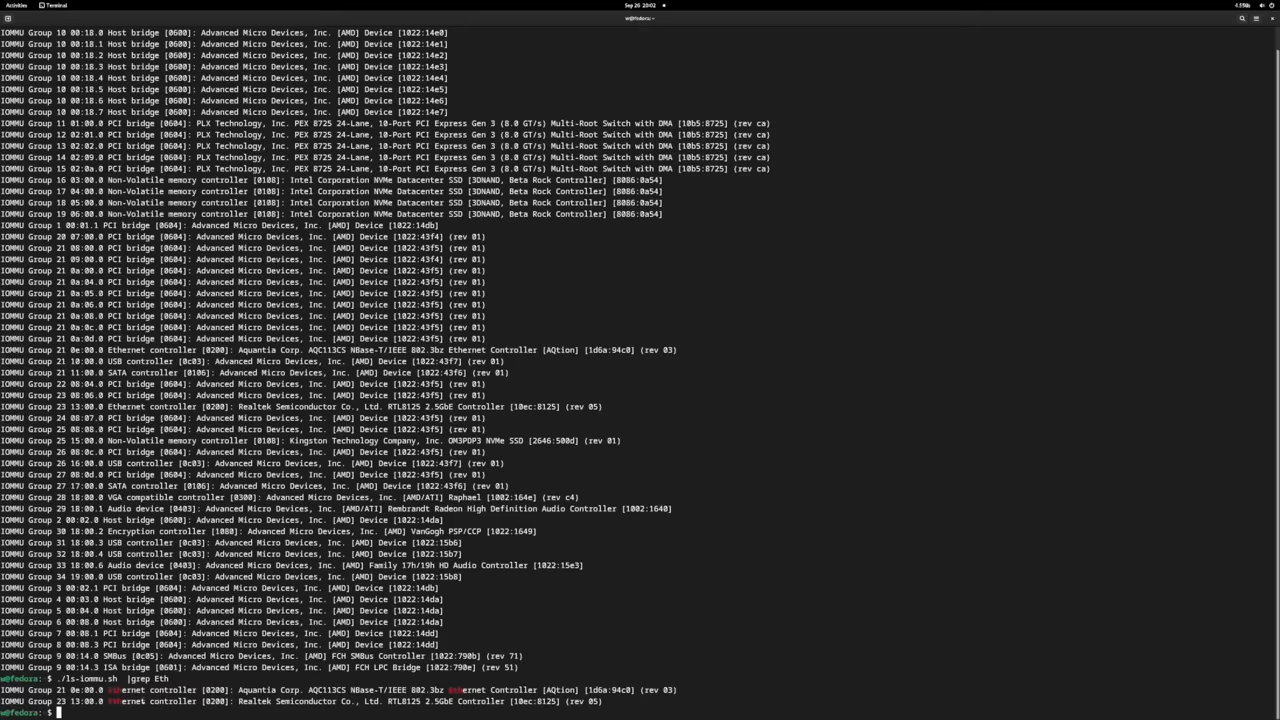 Activities Terminal Sep 26 20:02
w@fedora:~
IOMMU Group 10 00:18.0 Host bridge [0600]: Advanced Micro Devices, Inc. [AMD] Device [1022:14e0]
IOMMU Group 10 00:18.1 Host bridge [0600]: Advanced Micro Devices, Inc. [AMD] Device [1022:14e1]
IOMMU Group 10 00:18.2 Host bridge [0600]: Advanced Micro Devices, Inc. [AMD] Device [1022:14e2]
IOMMU Group 10 00:18.3 Host bridge [0600]: Advanced Micro Devices, Inc. [AMD] Device [1022:14e3]
IOMMU Group 10 00:18.4 Host bridge [0600]: Advanced Micro Devices, Inc. [AMD] Device [1022:14e4]
IOMMU Group 10 00:18.5 Host bridge [0600]: Advanced Micro Devices, Inc. [AMD] Device [1022:14e5]
IOMMU Group 10 00:18.6 Host bridge [0600]: Advanced Micro Devices, Inc. [AMD] Device [1022:14e6]
IOMMU Group 10 00:18.7 Host bridge [0600]: Advanced Micro Devices, Inc. [AMD] Device [1022:14e7]
IOMMU Group 11 01:00.0 PCI bridge [0604]: PLX Technology, Inc. PEX 8725 24-Lane, 10-Port PCI Express Gen 3 (8.0 GT/s) Multi-Root Switch with DMA [10b5:8725] (rev ca)
IOMMU Group 12 02:01.0 PCI bridge [0604]: PLX Technology, Inc. PEX 8725 24-Lane, 10-Port PCI Express Gen 3 (8.0 GT/s) Multi-Root Switch with DMA [10b5:8725] (rev ca)
IOMMU Group 13 02:02.0 PCI bridge [0604]: PLX Technology, Inc. PEX 8725 24-Lane, 10-Port PCI Express Gen 3 (8.0 GT/s) Multi-Root Switch with DMA [10b5:8725] (rev ca)
IOMMU Group 14 02:09.0 PCI bridge [0604]: PLX Technology, Inc. PEX 8725 24-Lane, 10-Port PCI Express Gen 3 (8.0 GT/s) Multi-Root Switch with DMA [10b5:8725] (rev ca)
IOMMU Group 15 02:0a.0 PCI bridge [0604]: PLX Technology, Inc. PEX 8725 24-Lane, 10-Port PCI Express Gen 3 (8.0 GT/s) Multi-Root Switch with DMA [10b5:8725] (rev ca)
IOMMU Group 16 03:00.0 Non-Volatile memory controller [0108]: Intel Corporation NVMe Datacenter SSD [3DNAND, Beta Rock Controller] [8086:0a54]
IOMMU Group 17 04:00.0 Non-Volatile memory controller [0108]: Intel Corporation NVMe Datacenter SSD [3DNAND, Beta Rock Controller] [8086:0a54]
IOMMU Group 18 05:00.0 Non-Volatile memory controller [0108]: Intel Corporation NVMe Datacenter SSD [3DNAND, Beta Rock Controller] [8086:0a54]
IOMMU Group 19 06:00.0 Non-Volatile memory controller [0108]: Intel Corporation NVMe Datacenter SSD [3DNAND, Beta Rock Controller] [8086:0a54]
IOMMU Group 1 00:01.1 PCI bridge [0604]: Advanced Micro Devices, Inc. [AMD] Device [1022:14db]
IOMMU Group 20 07:00.0 PCI bridge [0604]: Advanced Micro Devices, Inc. [AMD] Device [1022:43f4] (rev 01)
IOMMU Group 21 08:00.0 PCI bridge [0604]: Advanced Micro Devices, Inc. [AMD] Device [1022:43f5] (rev 01)
IOMMU Group 21 09:00.0 PCI bridge [0604]: Advanced Micro Devices, Inc. [AMD] Device [1022:43f4] (rev 01)
IOMMU Group 21 0a:00.0 PCI bridge [0604]: Advanced Micro Devices, Inc. [AMD] Device [1022:43f5] (rev 01)
IOMMU Group 21 0a:04.0 PCI bridge [0604]: Advanced Micro Devices, Inc. [AMD] Device [1022:43f5] (rev 01)
IOMMU Group 21 0a:05.0 PCI bridge [0604]: Advanced Micro Devices, Inc. [AMD] Device [1022:43f5] (rev 01)
IOMMU Group 21 0a:06.0 PCI bridge [0604]: Advanced Micro Devices, Inc. [AMD] Device [1022:43f5] (rev 01)
IOMMU Group 21 0a:08.0 PCI bridge [0604]: Advanced Micro Devices, Inc. [AMD] Device [1022:43f5] (rev 01)
IOMMU Group 21 0a:0c.0 PCI bridge [0604]: Advanced Micro Devices, Inc. [AMD] Device [1022:43f5] (rev 01)
IOMMU Group 21 0a:0d.0 PCI bridge [0604]: Advanced Micro Devices, Inc. [AMD] Device [1022:43f5] (rev 01)
IOMMU Group 21 0e:00.0 Ethernet controller [0200]: Aquantia Corp. AQC113CS NBase-T/IEEE 802.3bz Ethernet Controller [AQtion] [1d6a:94c0] (rev 03)
IOMMU Group 21 10:00.0 USB controller [0c03]: Advanced Micro Devices, Inc. [AMD] Device [1022:43f7] (rev 01)
IOMMU Group 21 11:00.0 SATA controller [0106]: Advanced Micro Devices, Inc. [AMD] Device [1022:43f6] (rev 01)
IOMMU Group 22 08:04.0 PCI bridge [0604]: Advanced Micro Devices, Inc. [AMD] Device [1022:43f5] (rev 01)
IOMMU Group 23 08:06.0 PCI bridge [0604]: Advanced Micro Devices, Inc. [AMD] Device [1022:43f5] (rev 01)
IOMMU Group 23 13:00.0 Ethernet controller [0200]: Realtek Semiconductor Co., Ltd. RTL8125 2.5GbE Controller [10ec:8125] (rev 05)
IOMMU Group 24 08:07.0 PCI bridge [0604]: Advanced Micro Devices, Inc. [AMD] Device [1022:43f5] (rev 01)
IOMMU Group 25 08:08.0 PCI bridge [0604]: Advanced Micro Devices, Inc. [AMD] Device [1022:43f5] (rev 01)
IOMMU Group 25 15:00.0 Non-Volatile memory controller [0108]: Kingston Technology Company, Inc. OM3PDP3 NVMe SSD [2646:500d] (rev 01)
IOMMU Group 26 08:0c.0 PCI bridge [0604]: Advanced Micro Devices, Inc. [AMD] Device [1022:43f5] (rev 01)
IOMMU Group 26 16:00.0 USB controller [0c03]: Advanced Micro Devices, Inc. [AMD] Device [1022:43f7] (rev 01)
IOMMU Group 27 08:0d.0 PCI bridge [0604]: Advanced Micro Devices, Inc. [AMD] Device [1022:43f5] (rev 01)
IOMMU Group 27 17:00.0 SATA controller [0106]: Advanced Micro Devices, Inc. [AMD] Device [1022:43f6] (rev 01)
IOMMU Group 28 18:00.0 VGA compatible controller [0300]: Advanced Micro Devices, Inc. [AMD/ATI] Raphael [1002:164e] (rev c4)
IOMMU Group 29 18:00.1 Audio device [0403]: Advanced Micro Devices, Inc. [AMD/ATI] Rembrandt Radeon High Definition Audio Controller [1002:1640]
IOMMU Group 2 00:02.0 Host bridge [0600]: Advanced Micro Devices, Inc. [AMD] Device [1022:14da]
IOMMU Group 30 18:00.2 Encryption controller [1080]: Advanced Micro Devices, Inc. [AMD] VanGogh PSP/CCP [1022:1649]
IOMMU Group 31 18:00.3 USB controller [0c03]: Advanced Micro Devices, Inc. [AMD] Device [1022:15b6]
IOMMU Group 32 18:00.4 USB controller [0c03]: Advanced Micro Devices, Inc. [AMD] Device [1022:15b7]
IOMMU Group 33 18:00.6 Audio device [0403]: Advanced Micro Devices, Inc. [AMD] Family 17h/19h HD Audio Controller [1022:15e3]
IOMMU Group 34 19:00.0 USB controller [0c03]: Advanced Micro Devices, Inc. [AMD] Device [1022:15b8]
IOMMU Group 3 00:02.1 PCI bridge [0604]: Advanced Micro Devices, Inc. [AMD] Device [1022:14db]
IOMMU Group 4 00:03.0 Host bridge [0600]: Advanced Micro Devices, Inc. [AMD] Device [1022:14da]
IOMMU Group 5 00:04.0 Host bridge [0600]: Advanced Micro Devices, Inc. [AMD] Device [1022:14da]
IOMMU Group 6 00:08.0 Host bridge [0600]: Advanced Micro Devices, Inc. [AMD] Device [1022:14da]
IOMMU Group 7 00:08.1 PCI bridge [0604]: Advanced Micro Devices, Inc. [AMD] Device [1022:14dd]
IOMMU Group 8 00:08.3 PCI bridge [0604]: Advanced Micro Devices, Inc. [AMD] Device [1022:14dd]
IOMMU Group 9 00:14.0 SMBus [0c05]: Advanced Micro Devices, Inc. [AMD] FCH SMBus Controller [1022:790b] (rev 71)
IOMMU Group 9 00:14.3 ISA bridge [0601]: Advanced Micro Devices, Inc. [AMD] FCH LPC Bridge [1022:790e] (rev 51)
w@fedora:~$ ./ls-iommu.sh |grep Eth
IOMMU Group 21 0e:00.0 Ethernet controller [0200]: Aquantia Corp. AQC113CS NBase-T/IEEE 802.3bz Ethernet Controller [AQtion] [1d6a:94c0] (rev 03)
IOMMU Group 23 13:00.0 Ethernet controller [0200]: Realtek Semiconductor Co., Ltd. RTL8125 2.5GbE Controller [10ec:8125] (rev 05)
w@fedora:~$